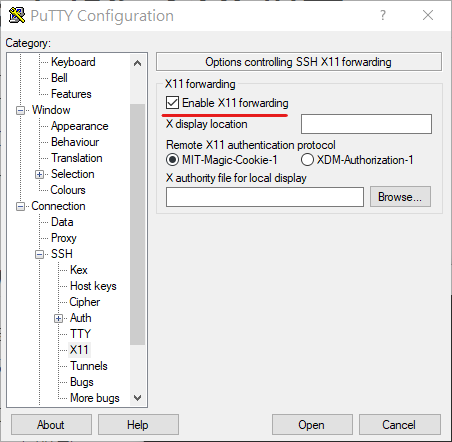 PuTTY Configuration
?
Category:
Keyboard
Bell
Features
Window
Appearance
Behaviour
Translation
Selection
Colours
Connection
Data
Proxy
SSH
Kex
Host keys
Cipher
Auth
TTY
X11
Tunnels
Bugs
More bugs
Options controlling SSH X11 forwarding
X11 forwarding
Enable X11 forwarding
X display location
Remote X11 authentication protocol
MIT-Magic-Cookie-1 XDM-Authorization-1
X authority file for local display
Browse...
About Help Open Cancel